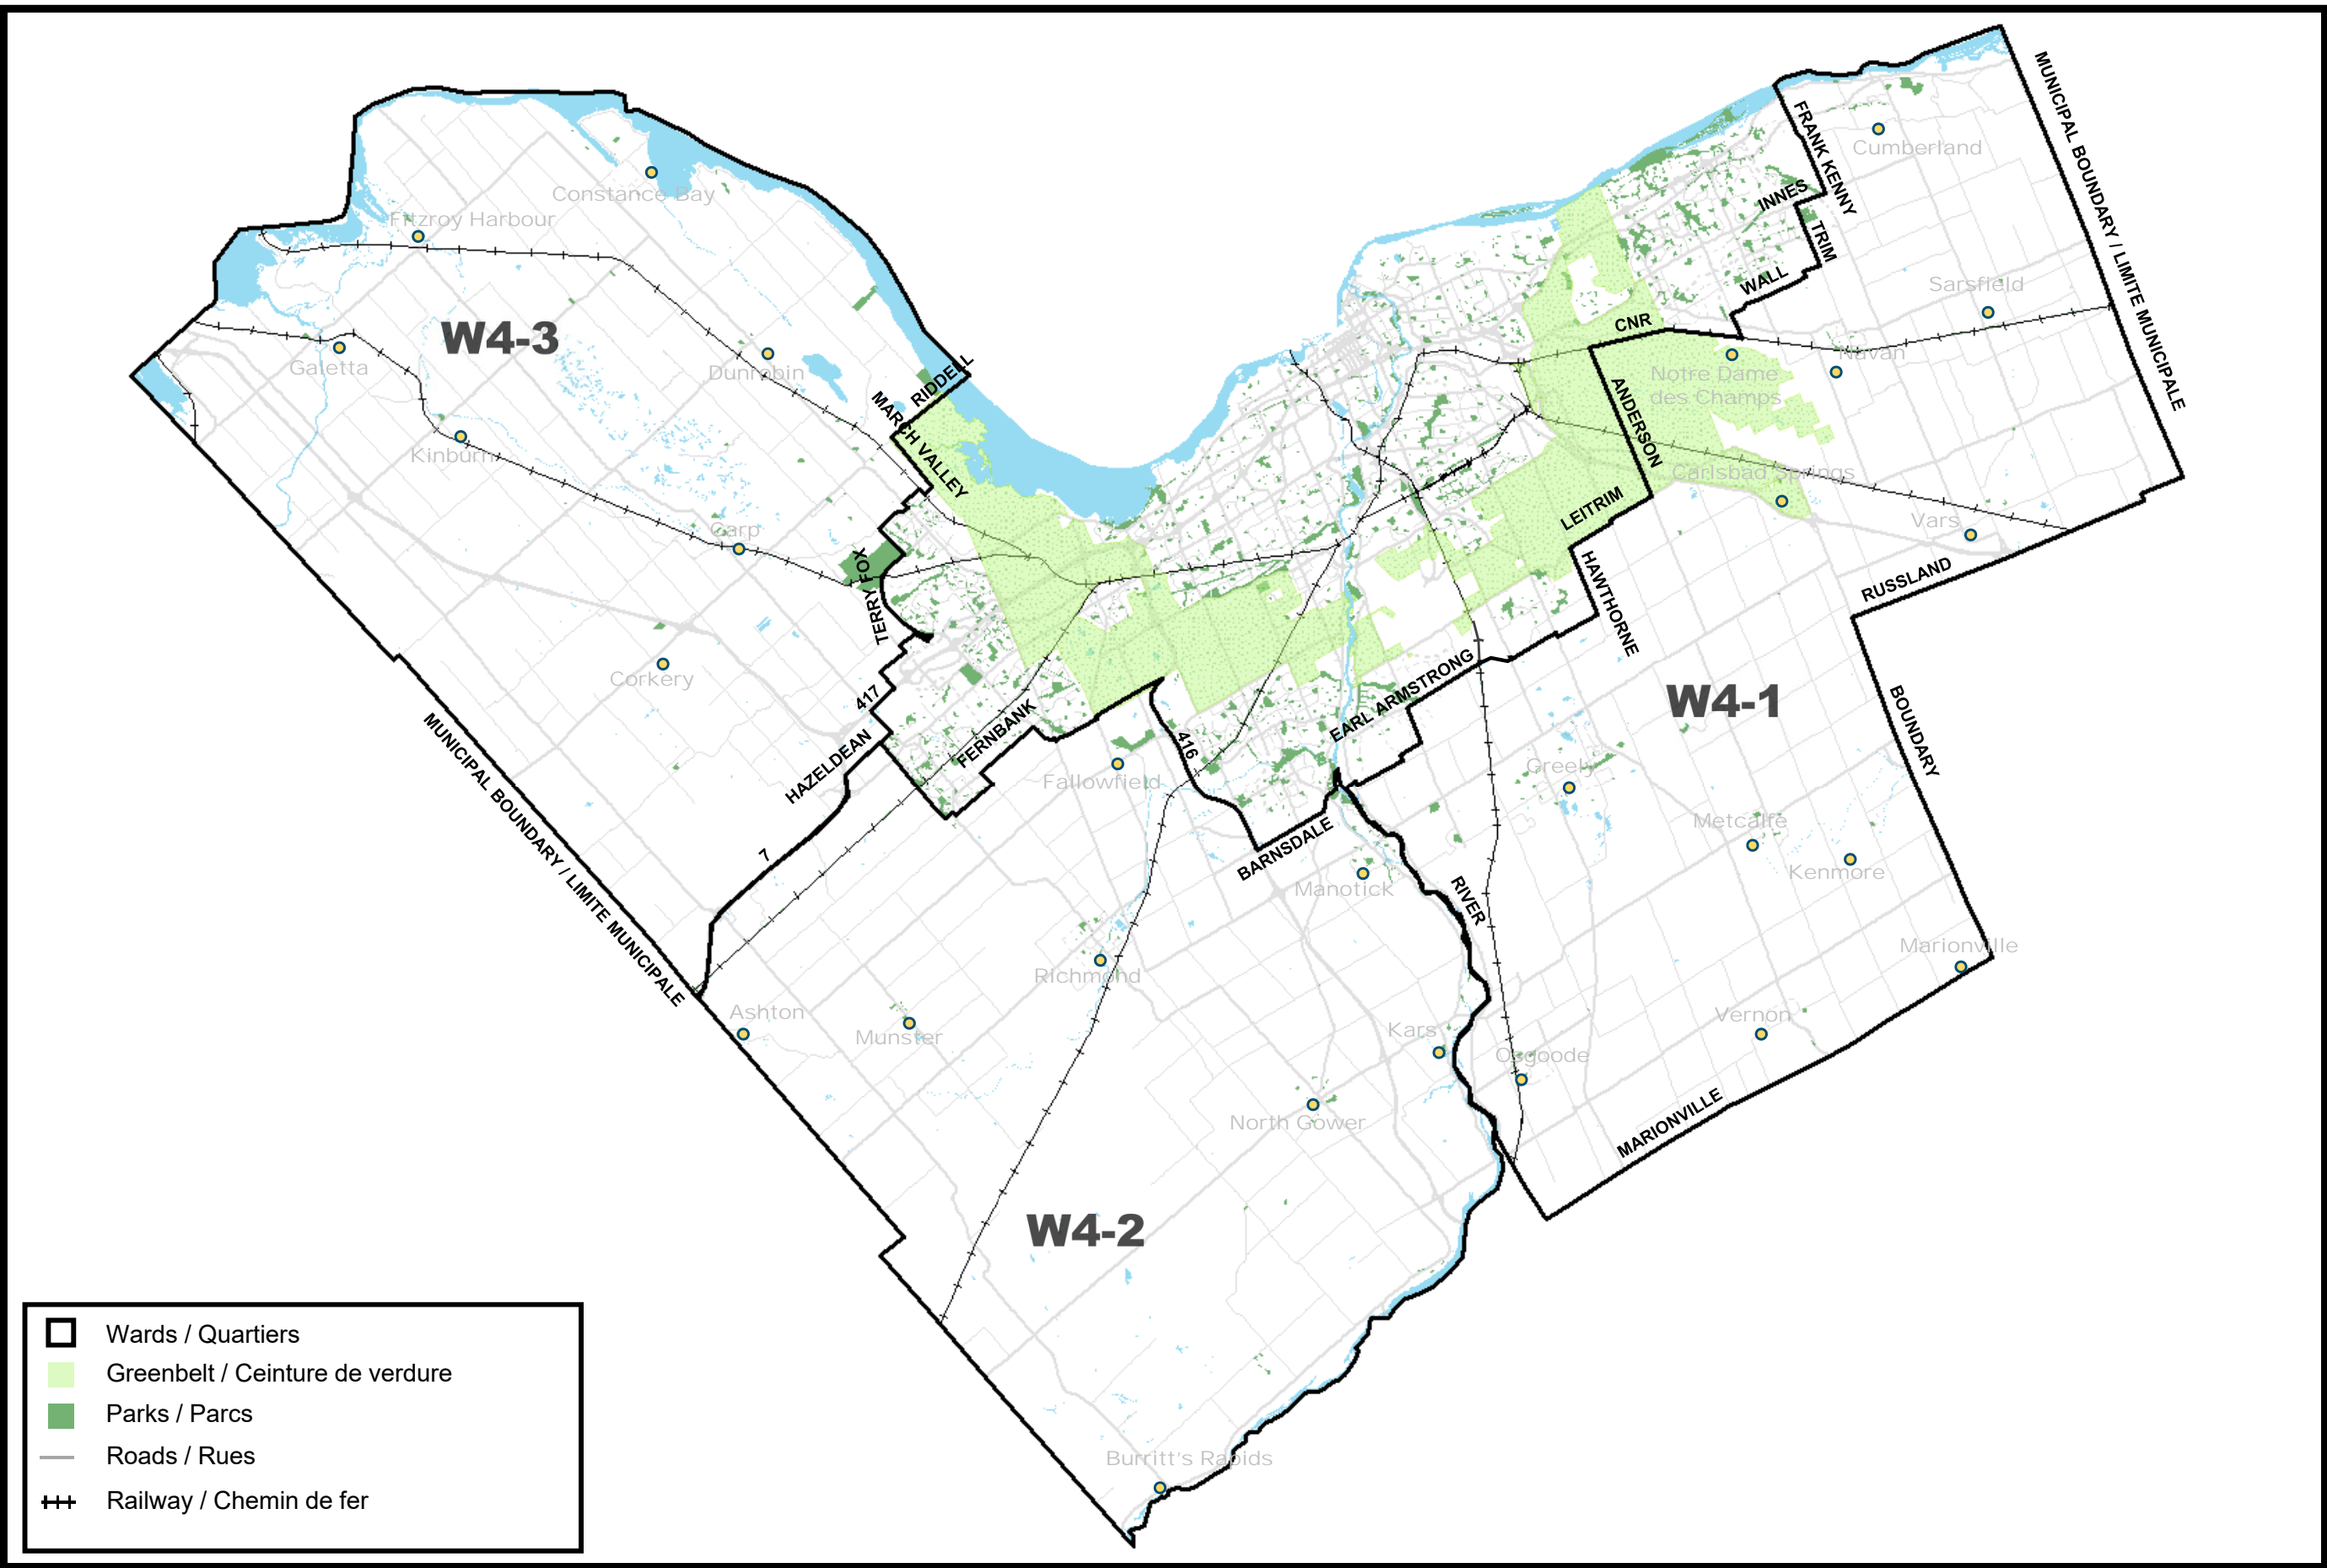 MUNICIPAL BOUNDARY / LIMITE MUNICIPALE
FRANK KENNY
Cumberland
Constance Bay
INNES
Fitzroy Harbour
TRIM
WALL
Sarsfield
CNR
W4-3
Navan
Galetta
Dunrobin
RIDDELL
Notre Dame
des Champs
MARCH VALLEY
ANDERSON
Kinburn
Carlsbad Springs
LEITRIM
Vars
Carp
TERRY FOX
HAWTHORNE
RUSSLAND
Corkery
EARL ARMSTRONG
W4-1
417
BOUNDARY
FERNBANK
416
HAZELDEAN
Fallowfield
Greely
MUNICIPAL BOUNDARY / LIMITE MUNICIPALE
7
BARNSDALE
Metcalfe
Manotick
Kenmore
RIVER
Marionville
Richmond
Ashton
Munster
Kars
Vernon
Osgoode
North Gower
MARIONVILLE
W4-2
Burritt's Rapids
Wards / Quartiers
Greenbelt / Ceinture de verdure
Parks / Parcs
Roads / Rues
Railway / Chemin de fer